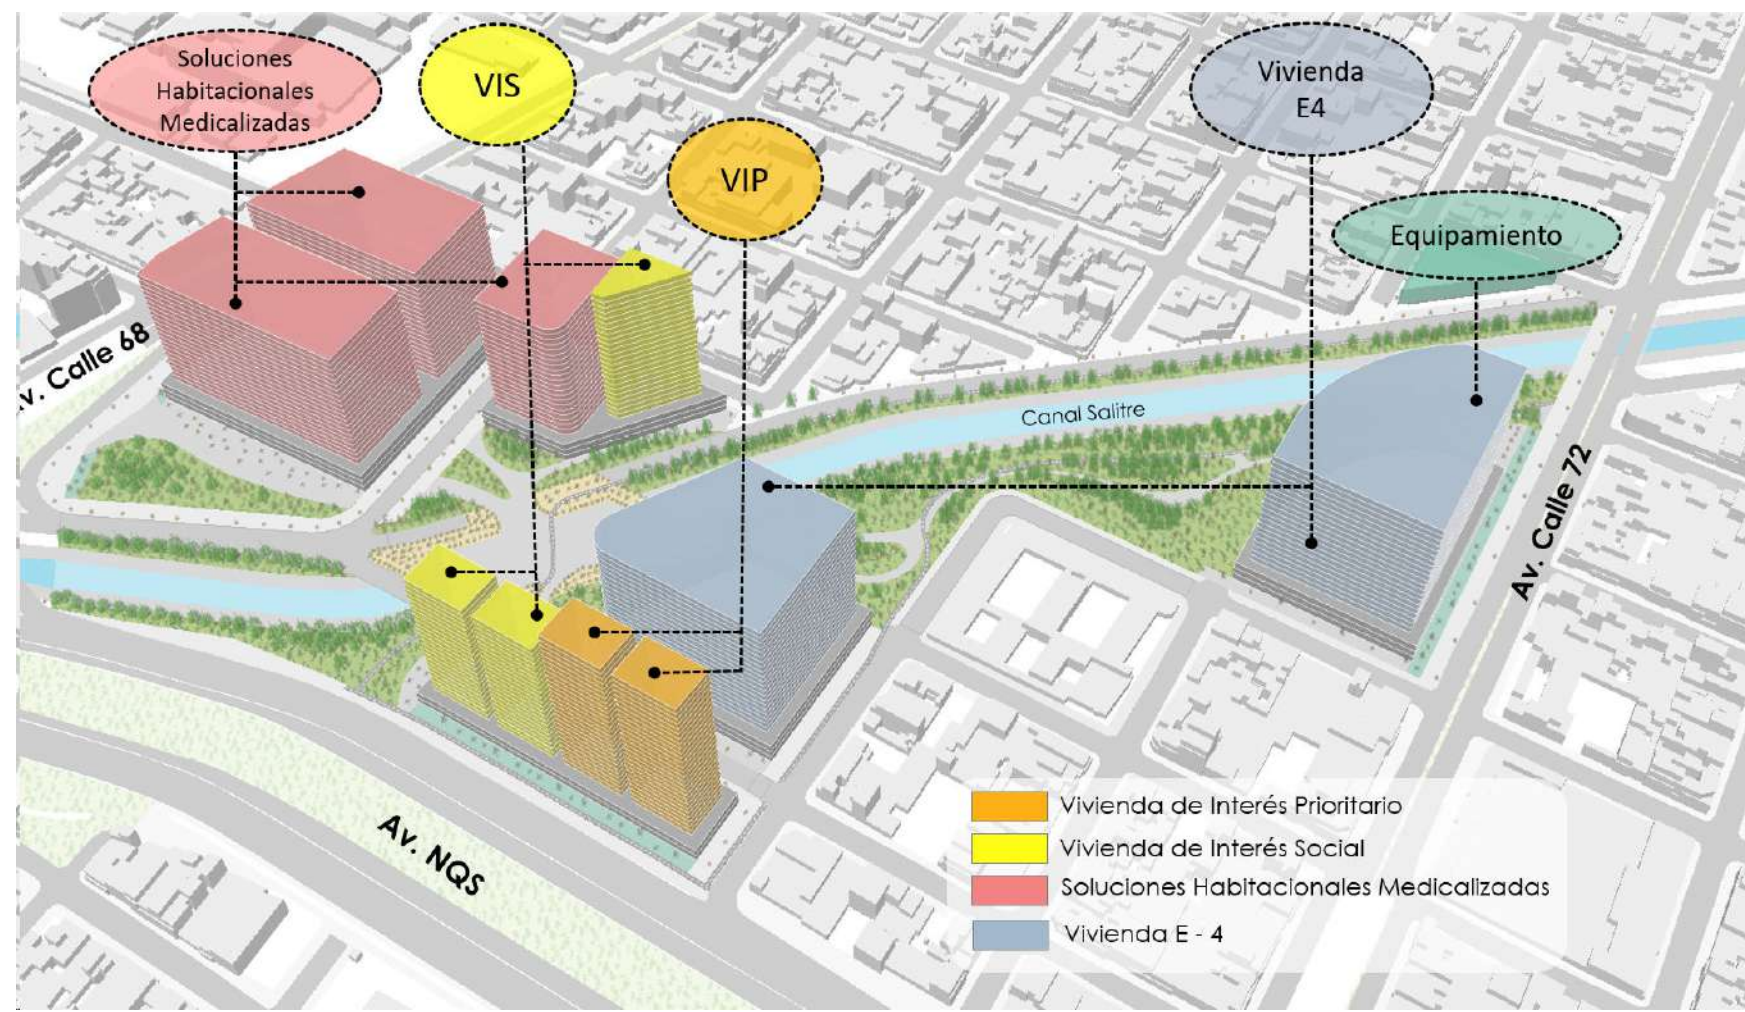 Soluciones
Habitacionales
Medicalizadas
VIS
VIP
Vivienda
E4
Equipamiento
v. Calle 68
Canal Salitre
Av. Calle 72
Av. NQS
Vivienda de Interés Prioritario
Vivienda de Interés Social
Soluciones Habitacionales Medicalizadas
Vivienda E - 4